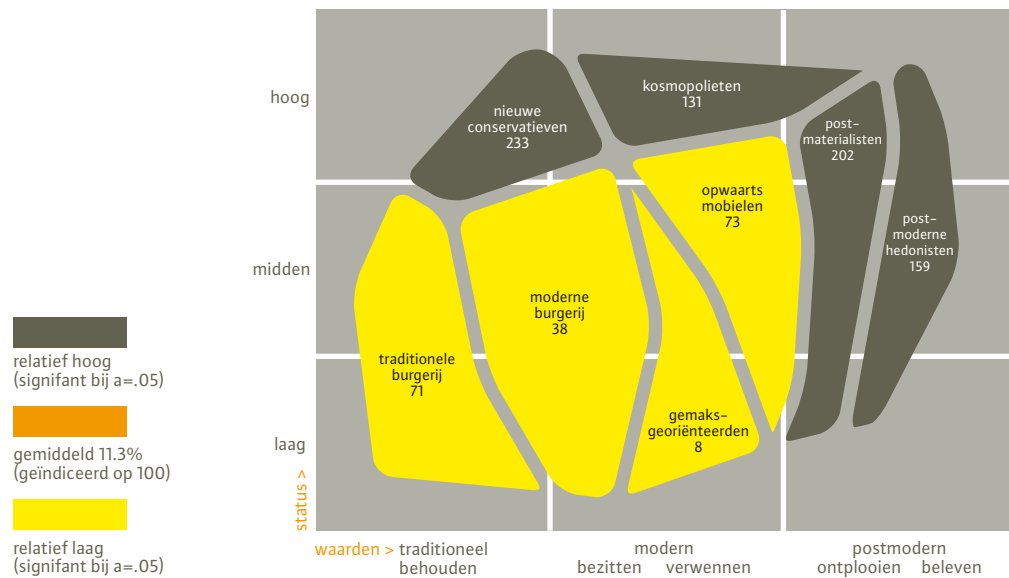 hoog
midden
laag
status >
nieuwe
conservatieven
233
kosmopolieten
131
post-
materialisten
202
post-
moderne
hedonisten
159
opwaarts
mobielen
73
moderne
burgerij
38
traditionele
burgerij
71
gemaks-
georiënteerden
8
relatief hoog
(signifant bij a=.05)
gemiddeld 11.3%
(geïndiceerd op 100)
relatief laag
(signifant bij a=.05)
waarden > traditioneel modern postmodern
behouden bezitten verwennen ontplooien beleven